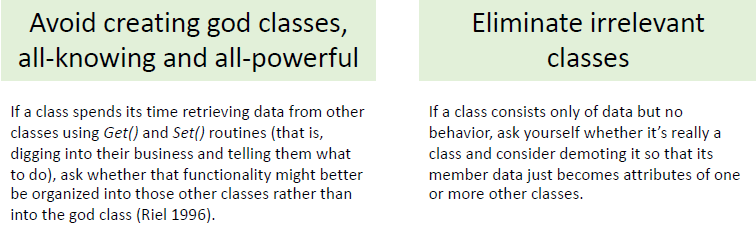 Avoid creating god classes,
all-knowing and all-powerful
If a class spends its time retrieving data from other
classes using Get() and Set() routines (that is,
digging into their business and telling them what
to do), ask whether that functionality might better
be organized into those other classes rather than
into the god class (Riel 1996).
Eliminate irrelevant
classes
If a class consists only of data but no
behavior, ask yourself whether it's really a
class and consider demoting it so that its
member data just becomes attributes of one
or more other classes.